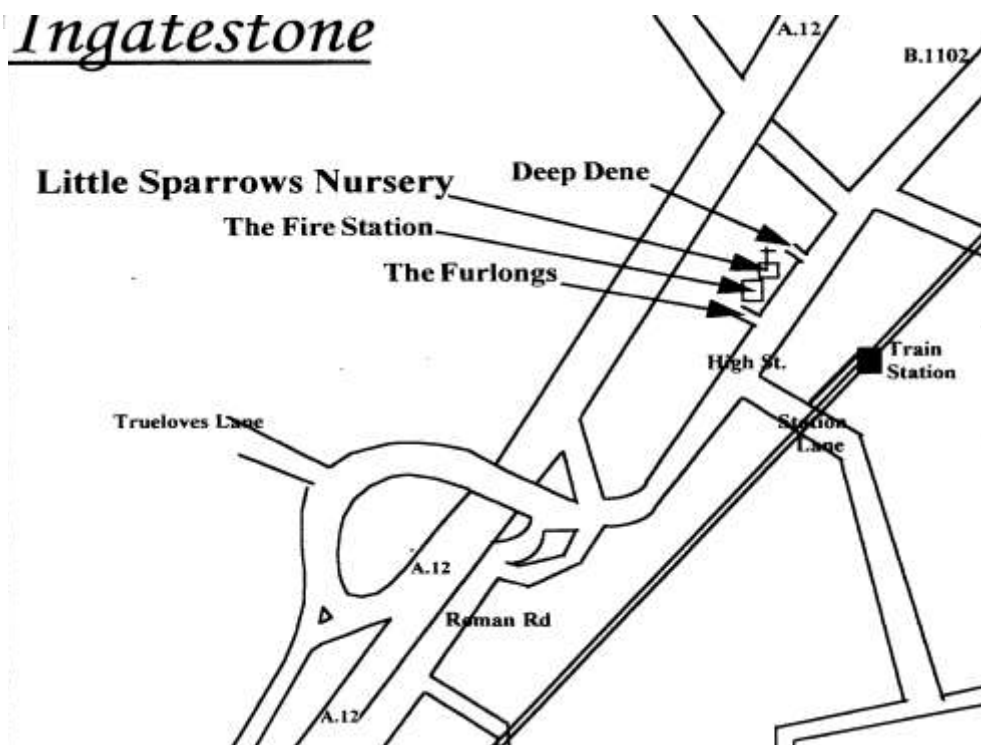 Ingatestone
A.12
B.1102
Little Sparrows Nursery
Deep Dene
The Fire Station
The Furlongs
High St.
Train
Station
Trueloves Lane
Station
Lane
A.12
Roman Rd
A.12